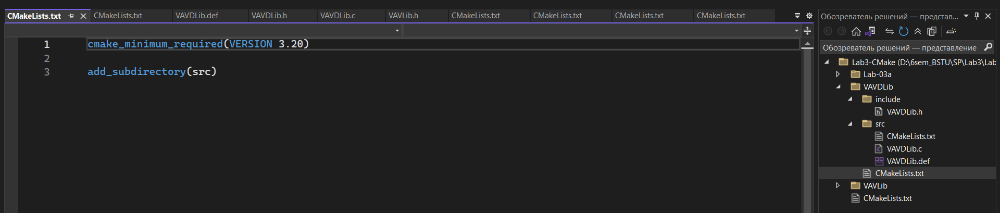 CMakeLists.txt CMakeLists.txt VAVDLib.def VAVDLib.h VAVDLib.c VAVLib.h CMakeLists.txt CMakeLists.txt CMakeLists.txt CMakeLists.txt
1 cmake_minimum_required(VERSION 3.20)
2
3 add_subdirectory(src)
Обозреватель решений — представ...
Обозреватель решений — представление
Lab3-CMake (D:\6sem_BSTU\SP\Lab3\Lab
Lab-03a
VAVDLib
include
VAVDLib.h
src
CMakeLists.txt
VAVDLib.c
VAVDLib.def
CMakeLists.txt
VAVLib
CMakeLists.txt